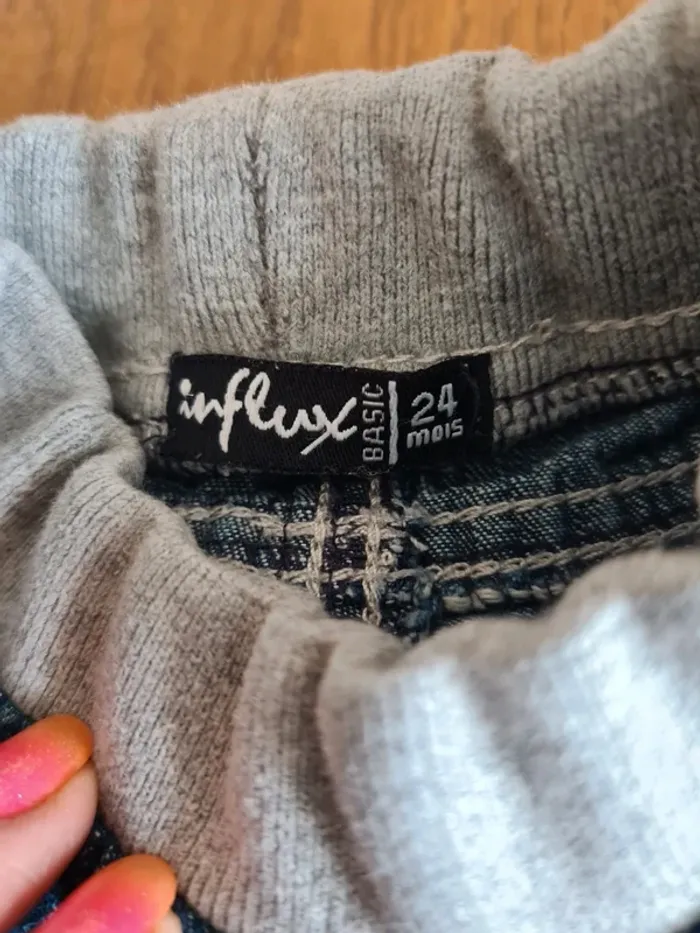 influx
BASIC
24
mois